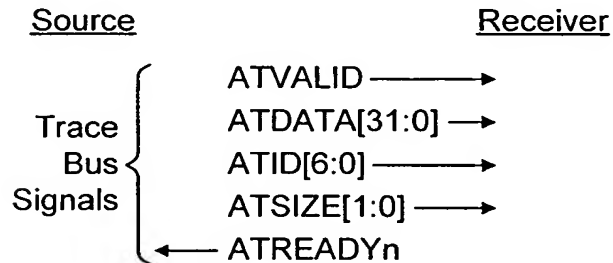 Source Receiver
ATVALID
Trace ATDATA[31:0]
Bus ATID[6:0]
Signals ATSIZE[1:0]
ATREADYn